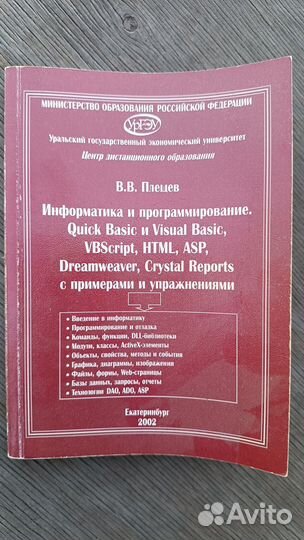 МИНИСТЕРСТВО ОБРАЗОВАНИЯ РОССИЙСКОЙ ФЕДЕРАЦИИ
УрГЭУ
Уральский государственный экономический университет
Центр дистанционного образования
В.В. Плещев
Информатика и программирование.
Quick Basic и Visual Basic,
VBScript, HTML, ASP,
Dreamweaver, Crystal Reports
с примерами и упражнениями
• Введение в информатику
• Программирование и отладка
• Команды, функции, DLL-библиотеки
• Модули, классы, ActiveX-элементы
• Объекты, свойства, методы и события
• Графика, диаграммы, изображения
• Файлы, формы, Web-страницы
• Базы данных, запросы, отчеты
• Технологии DAO, ADO, ASP
Екатеринбург
2002
Avito